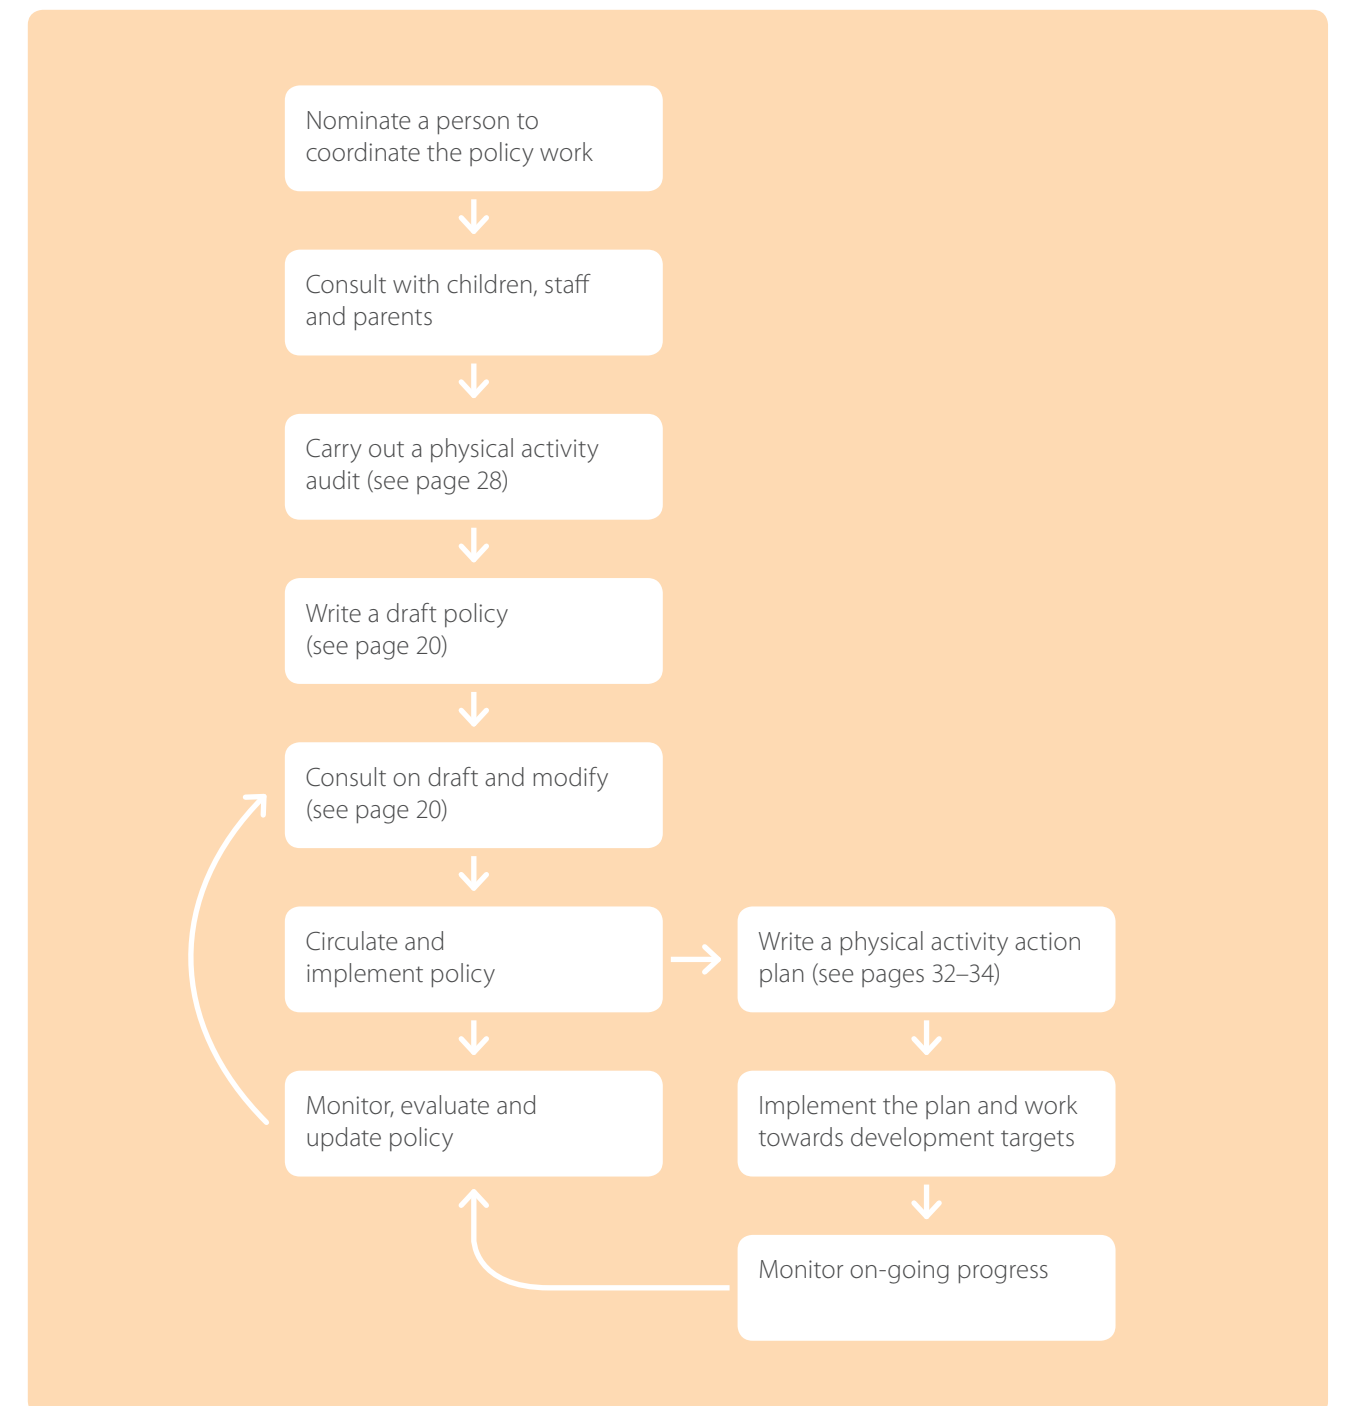 Nominate a person to
coordinate the policy work
Consult with children, staff
and parents
Carry out a physical activity
audit (see page 28)
Write a draft policy
(see page 20)
Consult on draft and modify
(see page 20)
Circulate and
implement policy
Write a physical activity action
plan (see pages 32–34)
Monitor, evaluate and
update policy
Implement the plan and work
towards development targets
Monitor on-going progress